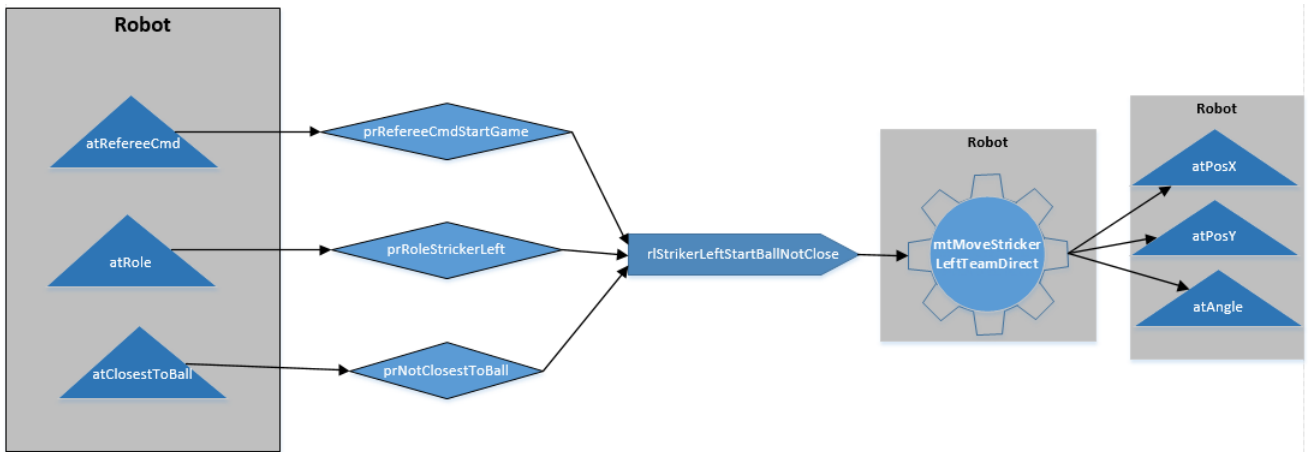 Robot
atRefereeCmd
atRole
atClosestToBall
prRefereeCmdStartGame
prRoleStrickerLeft
prNotClosestToBall
rlStrikerLeftStartBallNotClose
Robot
mtMoveStricker
LeftTeamDirect
Robot
atPosX
atPosY
atAngle